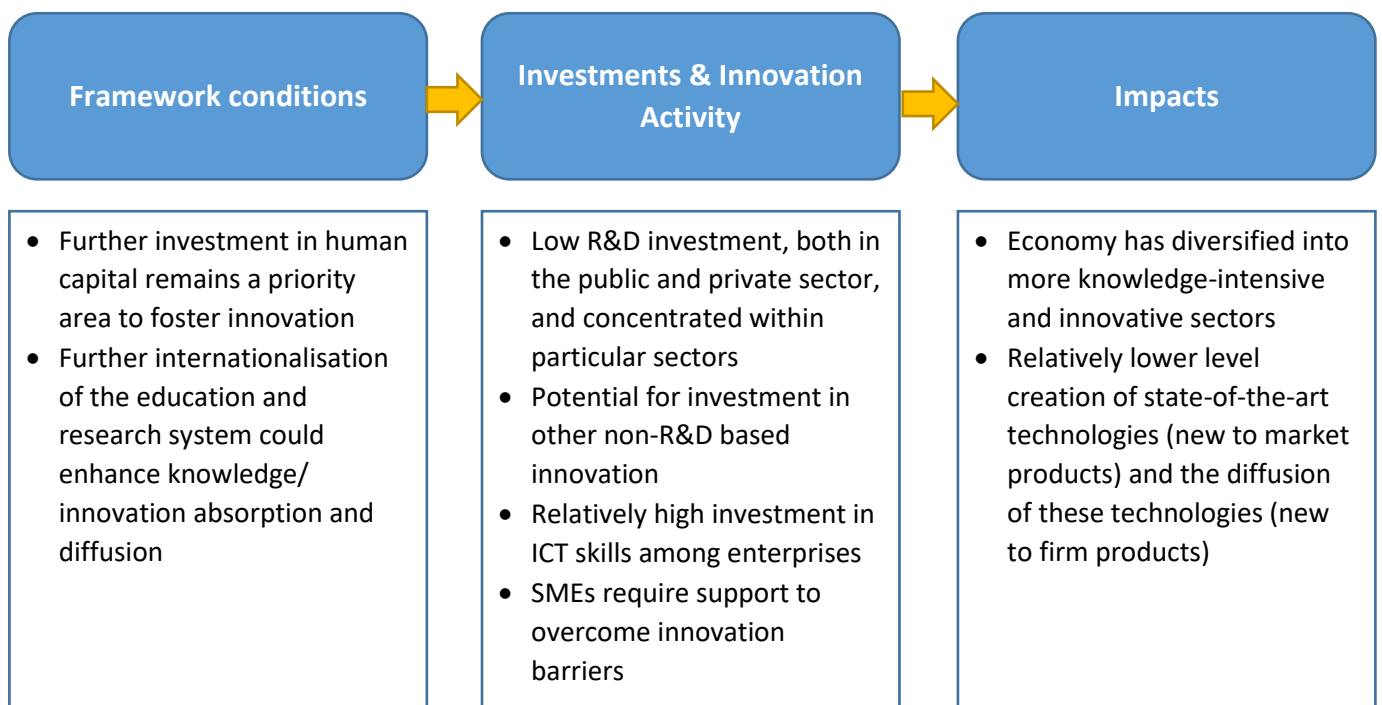 Framework conditions
Investments & Innovation
Activity
Impacts
• Further investment in human
capital remains a priority
area to foster innovation
• Further internationalisation
of the education and
research system could
enhance knowledge/
innovation absorption and
diffusion
• Low R&D investment, both in
the public and private sector,
and concentrated within
particular sectors
• Potential for investment in
other non-R&D based
innovation
• Relatively high investment in
ICT skills among enterprises
• SMEs require support to
overcome innovation
barriers
• Economy has diversified into
more knowledge-intensive
and innovative sectors
• Relatively lower level
creation of state-of-the-art
technologies (new to market
products) and the diffusion
of these technologies (new
to firm products)